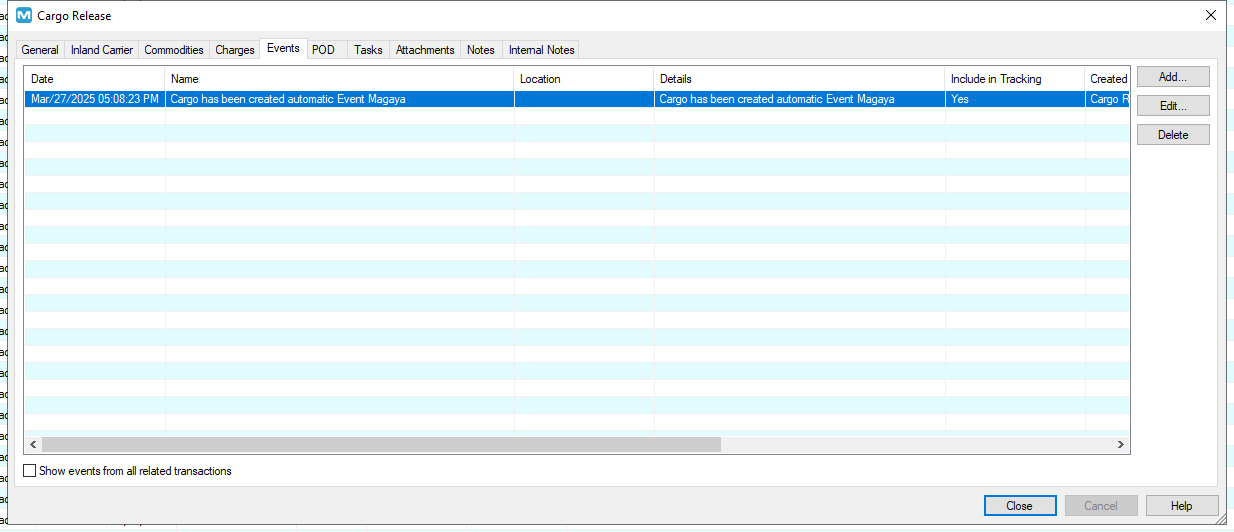 Cargo Release
General Inland Carrier Commodities Charges Events POD Tasks Attachments Notes Internal Notes
Date Name Location Details Include in Tracking Created
Mar/27/2025 05:08:23 PM Cargo has been created automatic Event Magaya Cargo has been created automatic Event Magaya Yes Cargo R
Add...
Edit...
Delete
Show events from all related transactions
Close Cancel Help